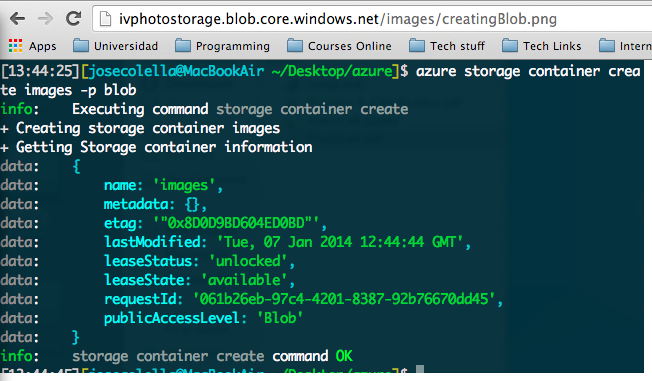 ivphotostorage.blob.core.windows.net/images/creatingBlob.png
Apps Universidad Programming Courses Online Tech stuff Tech Links Intern
[13:44:25][josecolella@MacBookAir ~/Desktop/azure]$ azure storage container crea
te images -p blob
info: Executing command storage container create
+ Creating storage container images
+ Getting Storage container information
data: {
data: name: 'images',
data: metadata: {},
data: etag: '"0x8D0D9BD604ED0BD"',
data: lastModified: 'Tue, 07 Jan 2014 12:44:44 GMT',
data: leaseStatus: 'unlocked',
data: leaseState: 'available',
data: requestId: '061b26eb-97c4-4201-8387-92b76670dd45',
data: publicAccessLevel: 'Blob'
data: }
info: storage container create command OK
[13:44:45][josecolella@MacBookAir ~/Desktop/azure]$